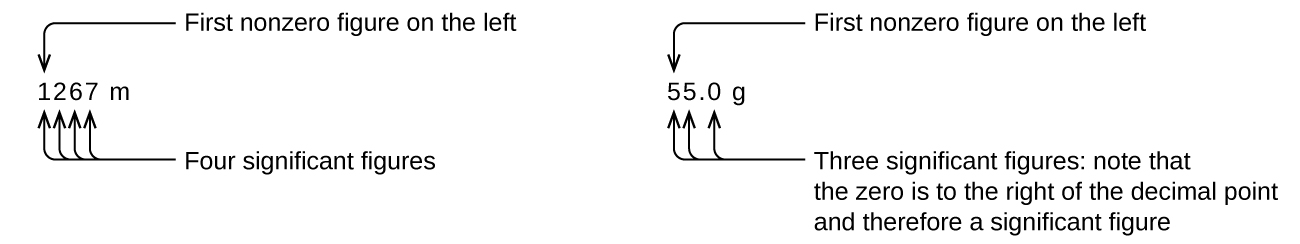 First nonzero figure on the left
1267 m
Four significant figures
First nonzero figure on the left
55.0 g
Three significant figures: note that
the zero is to the right of the decimal point
and therefore a significant figure